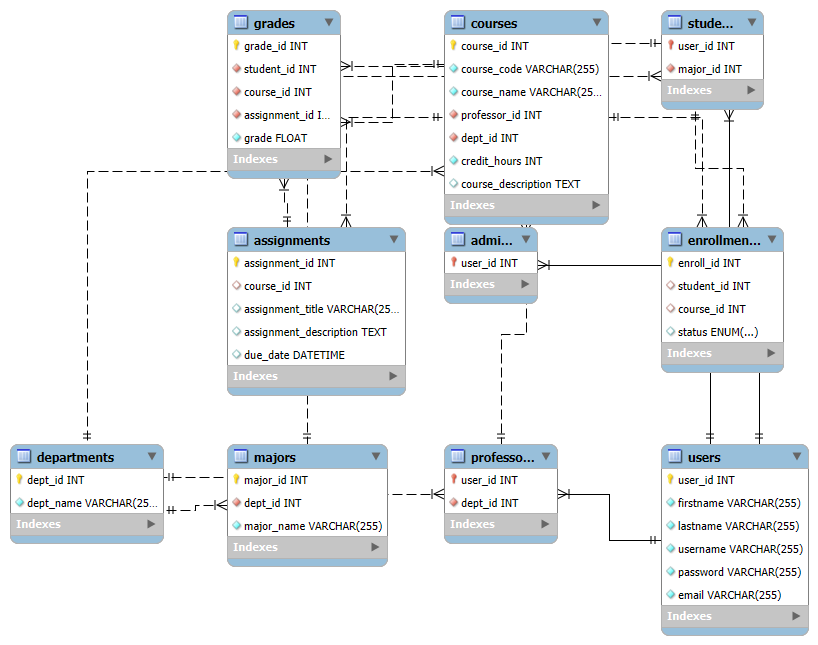 grades
grade_id INT
student_id INT
course_id INT
assignment_id I...
grade FLOAT
Indexes
courses
course_id INT
course_code VARCHAR(255)
course_name VARCHAR(25...
professor_id INT
dept_id INT
credit_hours INT
course_description TEXT
Indexes
stude...
user_id INT
major_id INT
Indexes
assignments
assignment_id INT
course_id INT
assignment_title VARCHAR(25...
assignment_description TEXT
due_date DATETIME
Indexes
admi...
user_id INT
Indexes
enrollmen...
enroll_id INT
student_id INT
course_id INT
status ENUM(...)
Indexes
departments
dept_id INT
dept_name VARCHAR(25...
Indexes
majors
major_id INT
dept_id INT
major_name VARCHAR(255)
Indexes
professo...
user_id INT
dept_id INT
Indexes
users
user_id INT
firstname VARCHAR(255)
lastname VARCHAR(255)
username VARCHAR(255)
password VARCHAR(255)
email VARCHAR(255)
Indexes